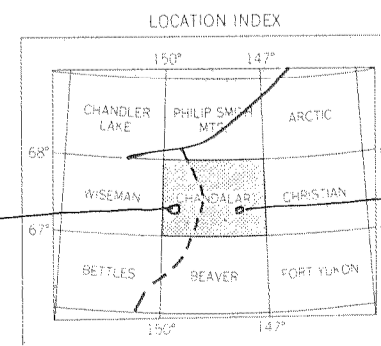 LOCATION INDEX
150° 147°
CHANDLER LAKE
PHILIP SMITH MTS.
ARCTIC
68°
WISEMAN CHANDALAR CHRISTIAN
67°
BETTLES BEAVER FORT YUKON
150° 147°